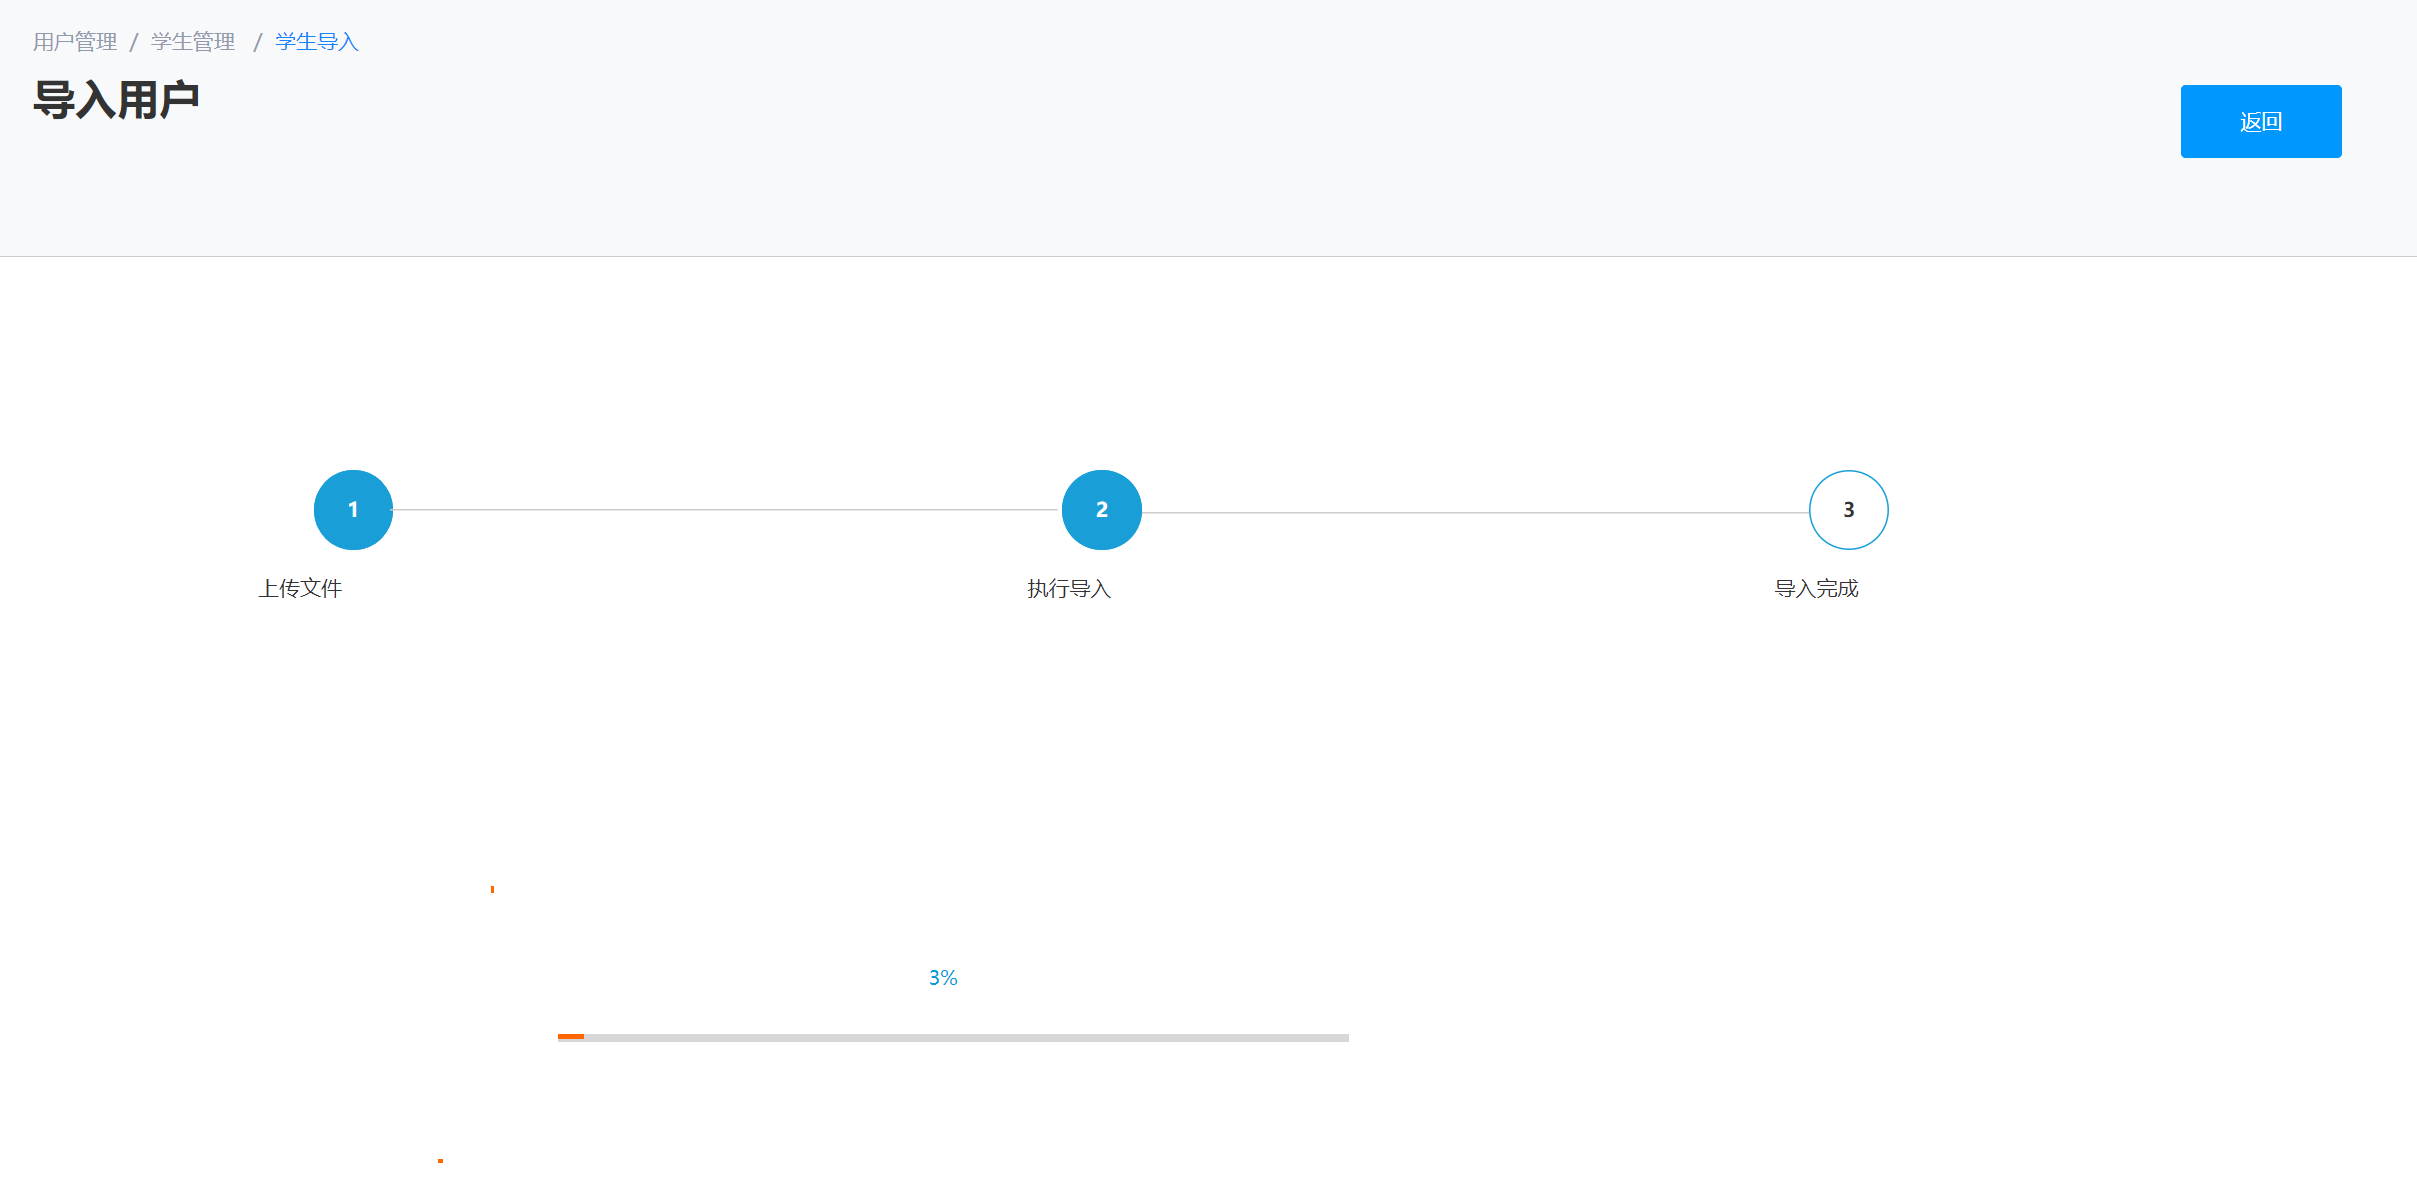 用户管理 / 学生管理 / 学生导入
导入用户
返回
1 2 3
上传文件 执行导入 导入完成
3%